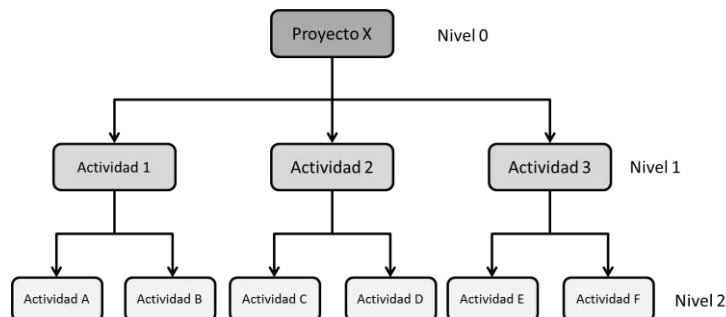 Proyecto X
Nivel 0
Actividad 1
Actividad 2
Actividad 3
Nivel 1
Actividad A
Actividad B
Actividad C
Actividad D
Actividad E
Actividad F
Nivel 2